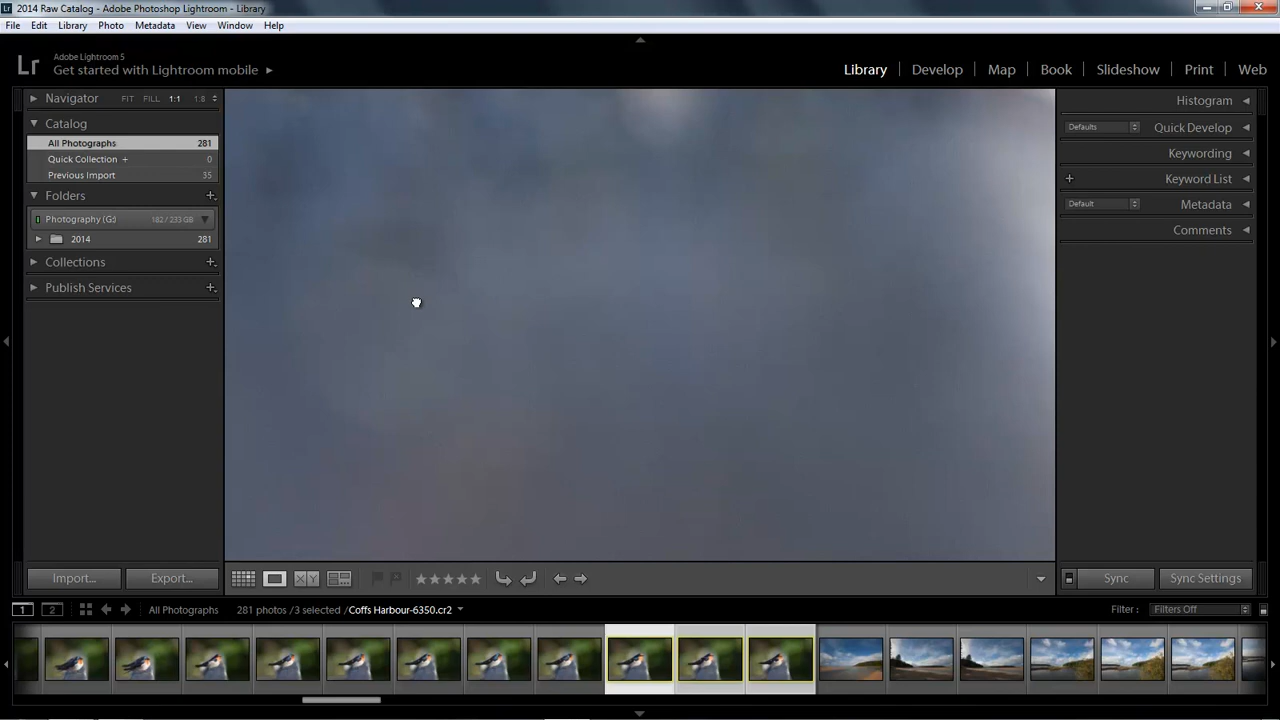 2014 Raw Catalog - Adobe Photoshop Lightroom - Library
File Edit Library Photo Metadata View Window Help
Lr
Adobe Lightroom 5
Get started with Lightroom mobile
Library Develop Map Book Slideshow Print Web
Navigator FIT FILL 1:1 1:8
Histogram
Catalog
All Photographs 281
Quick Collection + 0
Previous Import 35
Folders
Photography (G:) 182 / 233 GB
2014 281
Collections
Publish Services
Defaults Quick Develop
Keywording
Keyword List
Default Metadata
Comments
Import... Export...
XY
Sync Sync Settings
1 2 All Photographs 281 photos /3 selected /Coffs Harbour-6350.cr2
Filter : Filters Off